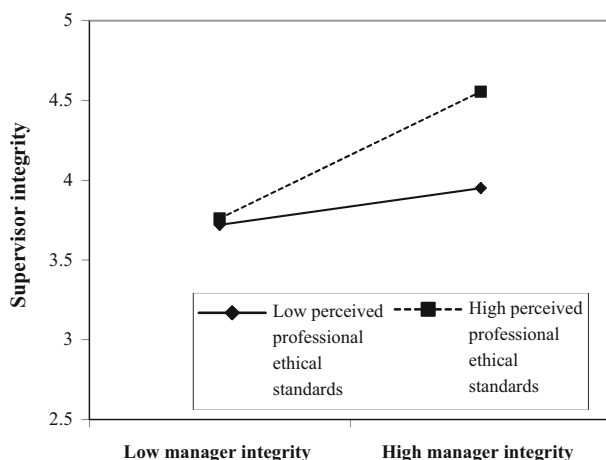 5
4.5
4
3.5
3
2.5
Supervisor integrity
Low perceived
professional
ethical
standards
High perceived
professional
ethical
standards
Low manager integrity
High manager integrity